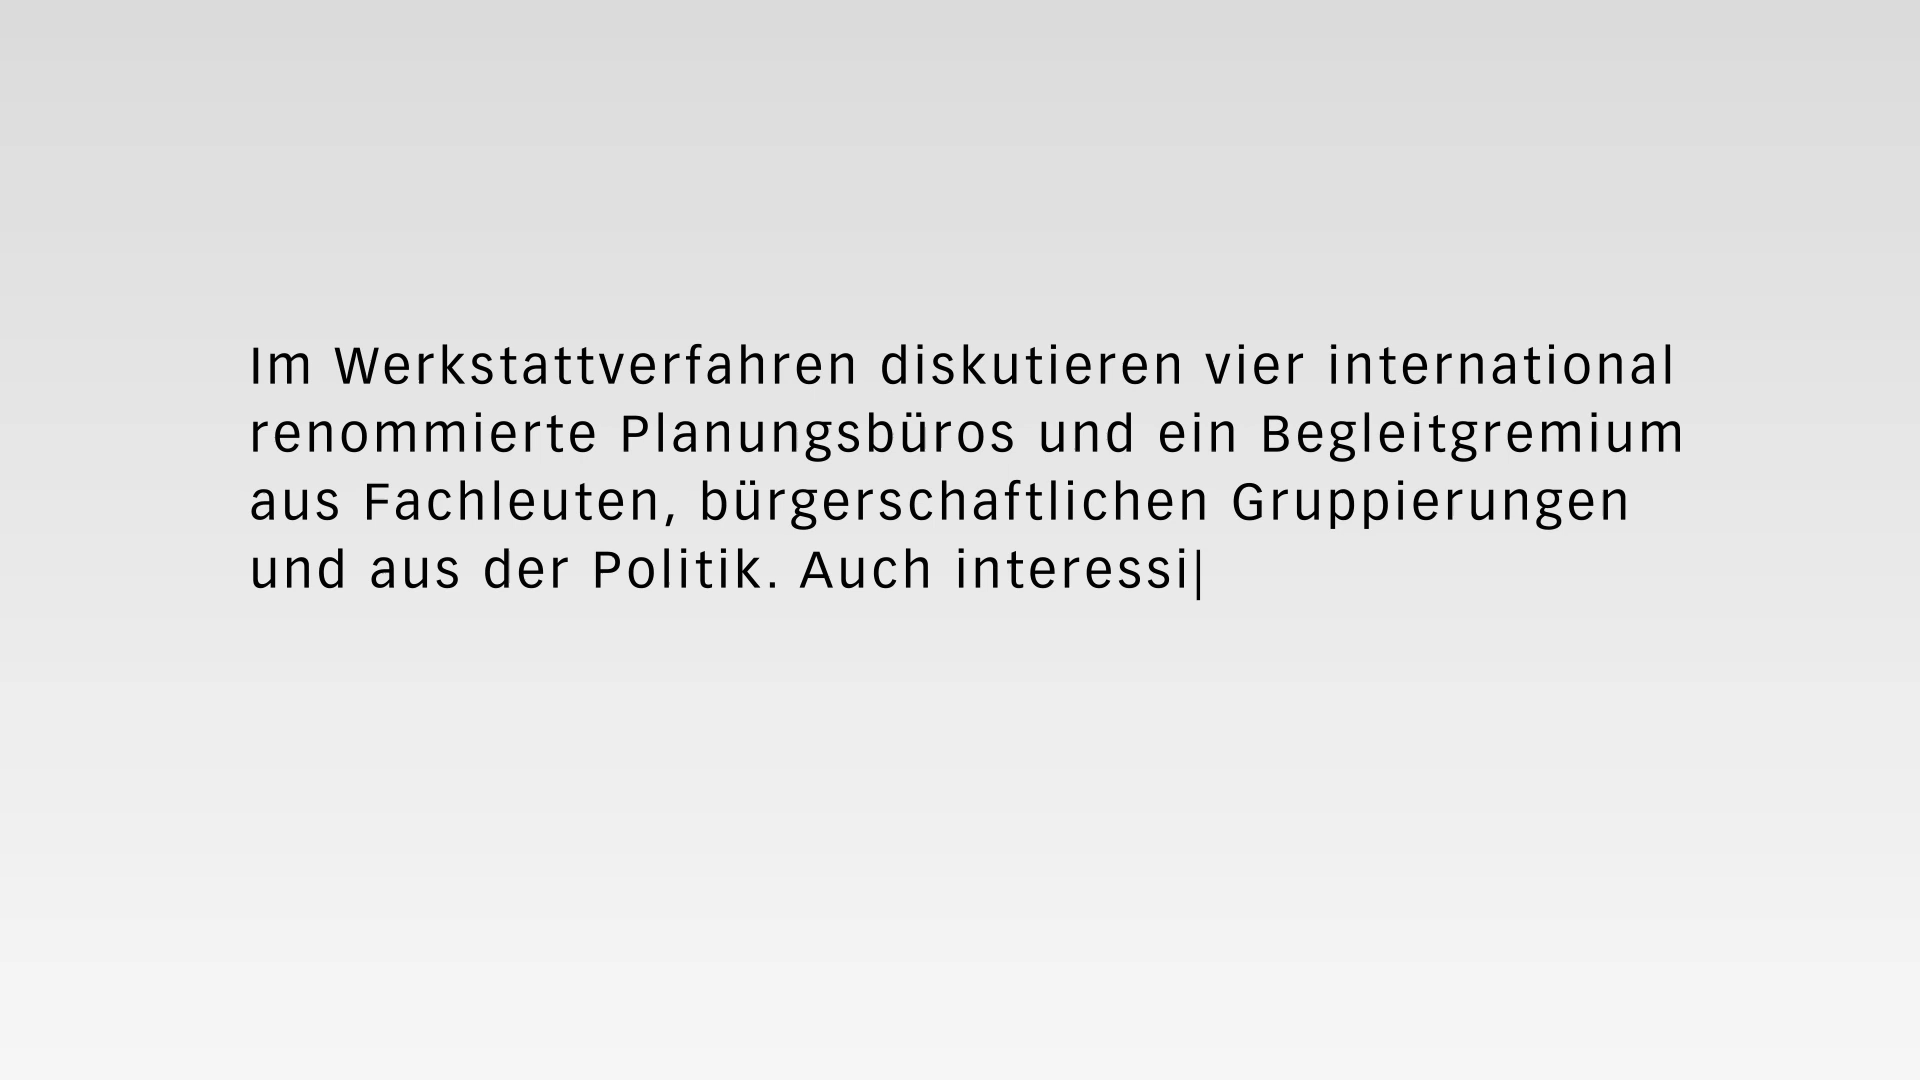 Im Werkstattverfahren diskutieren vier international
renommierte Planungsbüros und ein Begleitgremium
aus Fachleuten, bürgerschaftlichen Gruppierungen
und aus der Politik. Auch interessi|